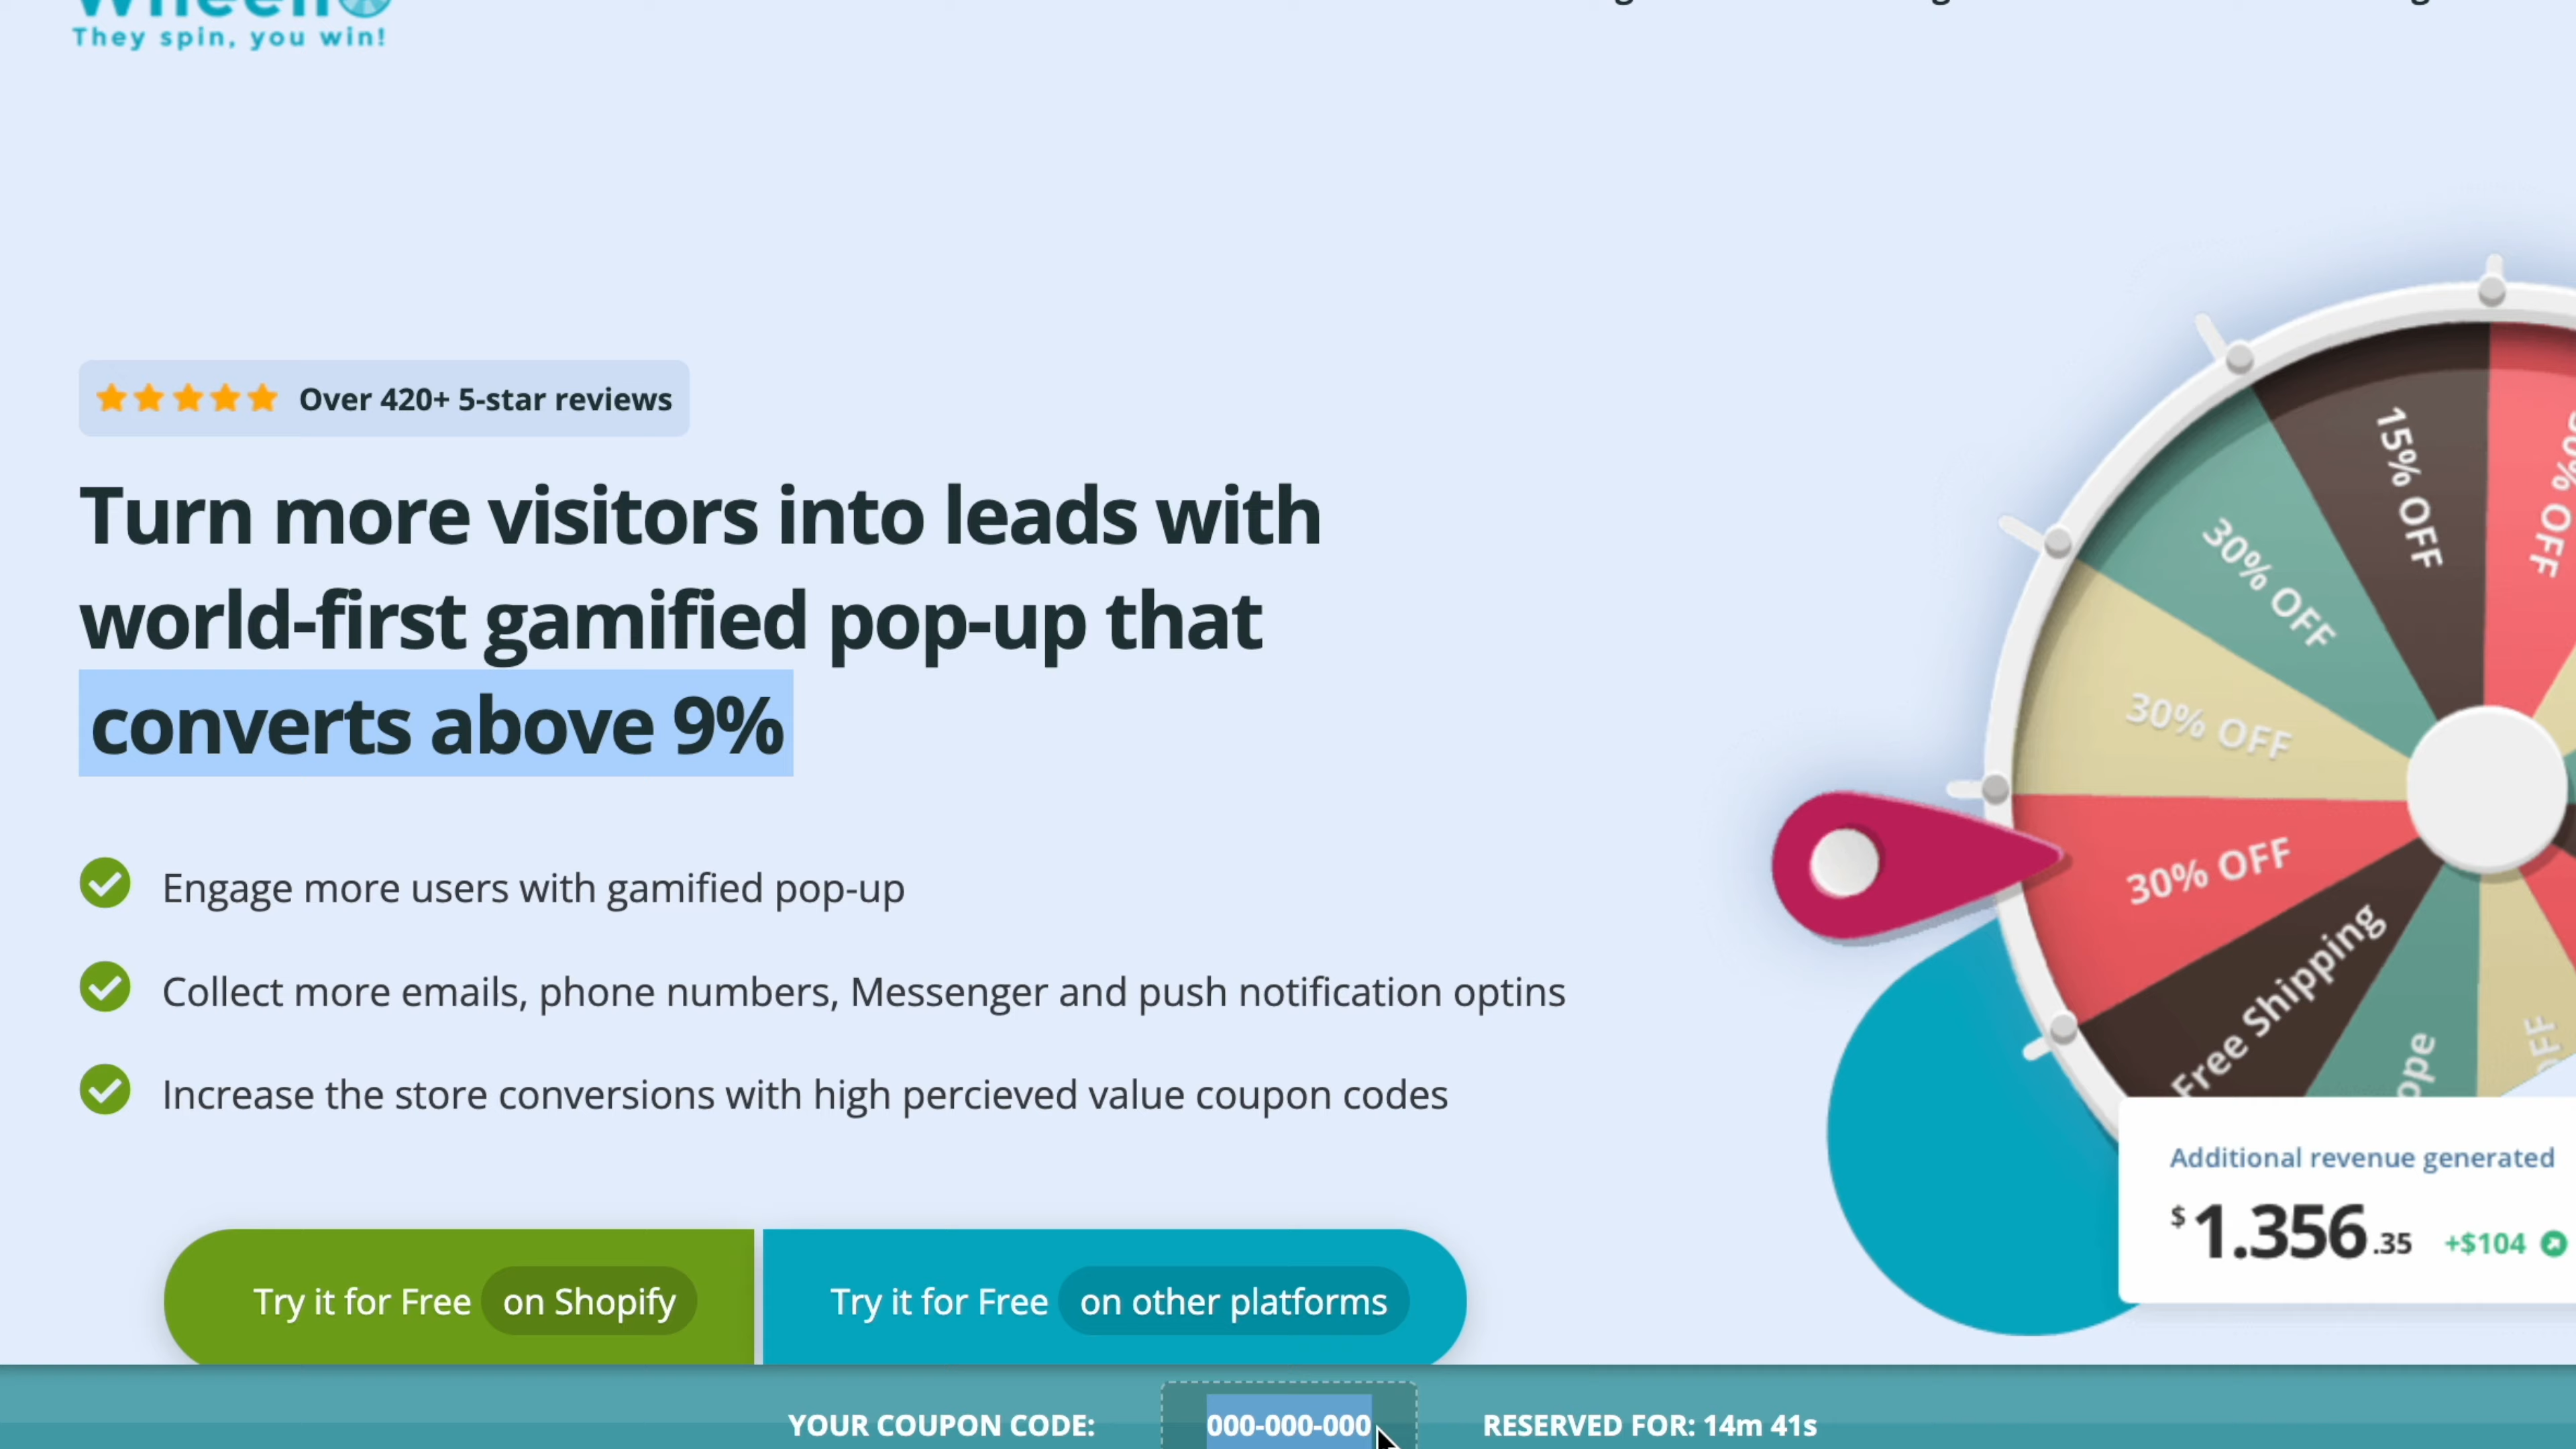 They spin, you win!
Over 420+ 5-star reviews
Turn more visitors into leads with
world-first gamified pop-up that
converts above 9%
Engage more users with gamified pop-up
Collect more emails, phone numbers, Messenger and push notification optins
Increase the store conversions with high percieved value coupon codes
Try it for Free on Shopify
Try it for Free on other platforms
15% OFF
30% OFF
30% OFF
30% OFF
Free Shipping
OFF
Additional revenue generated
$1.356.35 +$104
YOUR COUPON CODE: 000-000-000 RESERVED FOR: 14m 41s